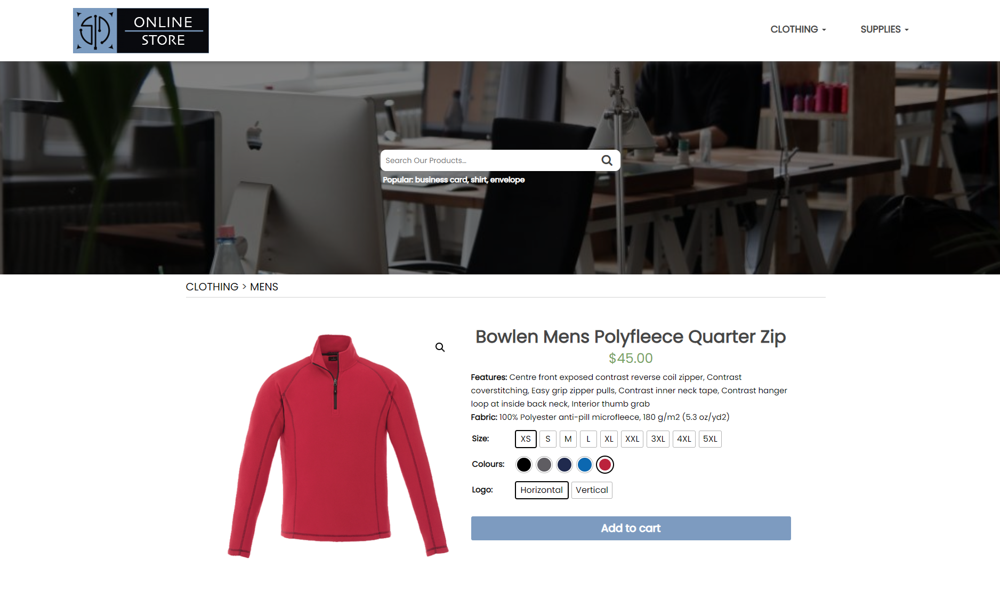 ONLINE
STORE
CLOTHING
SUPPLIES
Search Our Products...
Popular: business card, shirt, envelope
CLOTHING > MENS
Bowlen Mens Polyfleece Quarter Zip
$45.00
Features: Centre front exposed contrast reverse coil zipper, Contrast
coverstitching, Easy grip zipper pulls, Contrast inner neck tape, Contrast hanger
loop at inside back neck, Interior thumb grab
Fabric: 100% Polyester anti-pill microfleece, 180 g/m2 (5.3 oz/yd2)
Size: XS S M L XL XXL 3XL 4XL 5XL
Colours:
Logo: Horizontal Vertical
Add to cart